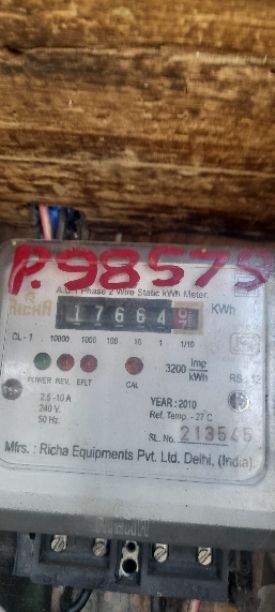 P.98575
A.C. 1 Phase 2 Wire Static kWh Meter.
RICHA
17664 KWh
CL - 1 10000 1000 100 10 1 1/10
3200 imp/kWh
POWER REV. EFLT CAL
2.5 -10 A
240 V.
50 Hz.
YEAR : 2010
Ref. Temp. - 27°C
SL. No. 213545
Mfrs. : Richa Equipments Pvt. Ltd. Delhi, (India)
RICHA